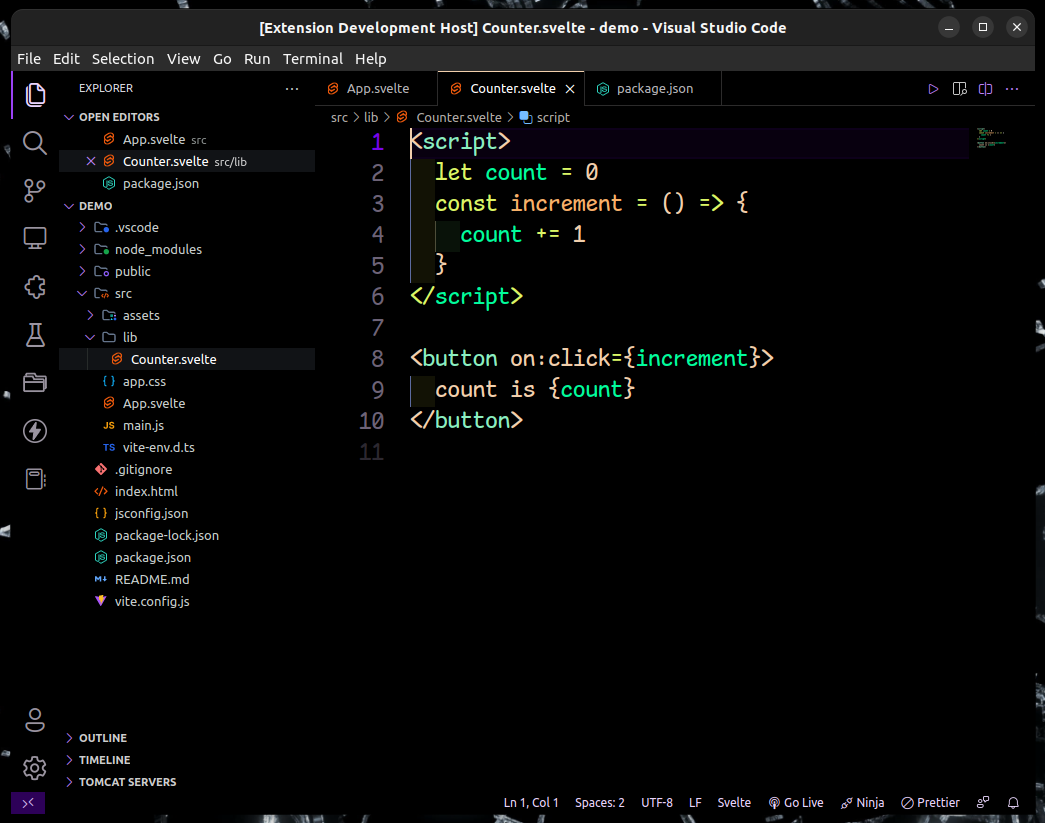 [Extension Development Host] Counter.svelte - demo - Visual Studio Code
File Edit Selection View Go Run Terminal Help
EXPLORER
OPEN EDITORS
App.svelte src
Counter.svelte src/lib
package.json
DEMO
.vscode
node_modules
public
src
assets
lib
Counter.svelte
app.css
App.svelte
JS main.js
TS vite-env.d.ts
.gitignore
index.html
jsconfig.json
package-lock.json
package.json
README.md
vite.config.js
OUTLINE
TIMELINE
TOMCAT SERVERS
App.svelte Counter.svelte package.json
src > lib > Counter.svelte > script
1 <script>
2 let count = 0
3 const increment = () => {
4 count += 1
5 }
6 </script>
7
8 <button on:click={increment}>
9 count is {count}
10 </button>
11
Ln 1, Col 1 Spaces: 2 UTF-8 LF Svelte Go Live Ninja Prettier